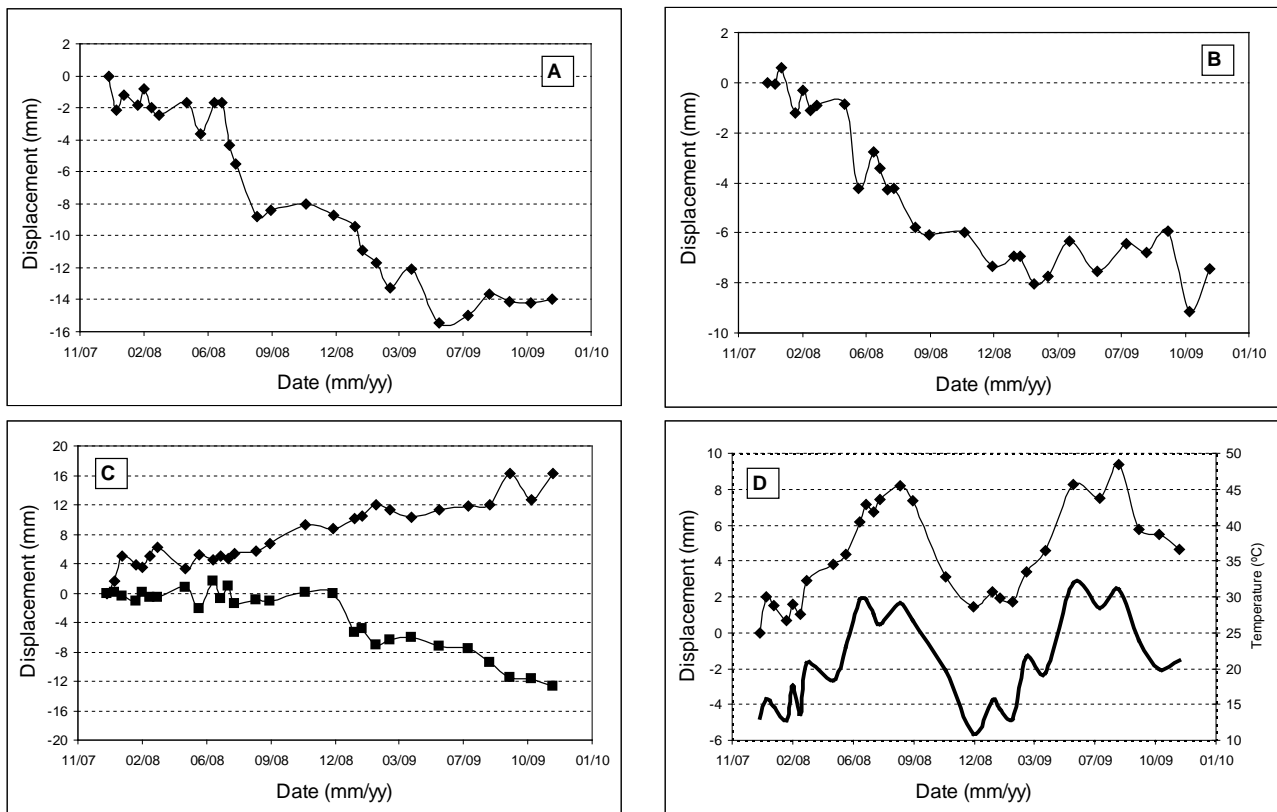 A
Displacement (mm)
2
0
-2
-4
-6
-8
-10
-12
-14
-16
11/07 02/08 06/08 09/08 12/08 03/09 07/09 10/09 01/10
Date (mm/yy)
B
Displacement (mm)
2
0
-2
-4
-6
-8
-10
11/07 02/08 06/08 09/08 12/08 03/09 07/09 10/09 01/10
Date (mm/yy)
C
Displacement (mm)
20
16
12
8
4
0
-4
-8
-12
-16
-20
11/07 02/08 06/08 09/08 12/08 03/09 07/09 10/09 01/10
Date (mm/yy)
D
Displacement (mm)
10
8
6
4
2
0
-2
-4
-6
50
45
40
35
30
25
20
15
10
Temperature (ºC)
11/07 02/08 06/08 09/08 12/08 03/09 07/09 10/09 01/10
Date (mm/yy)